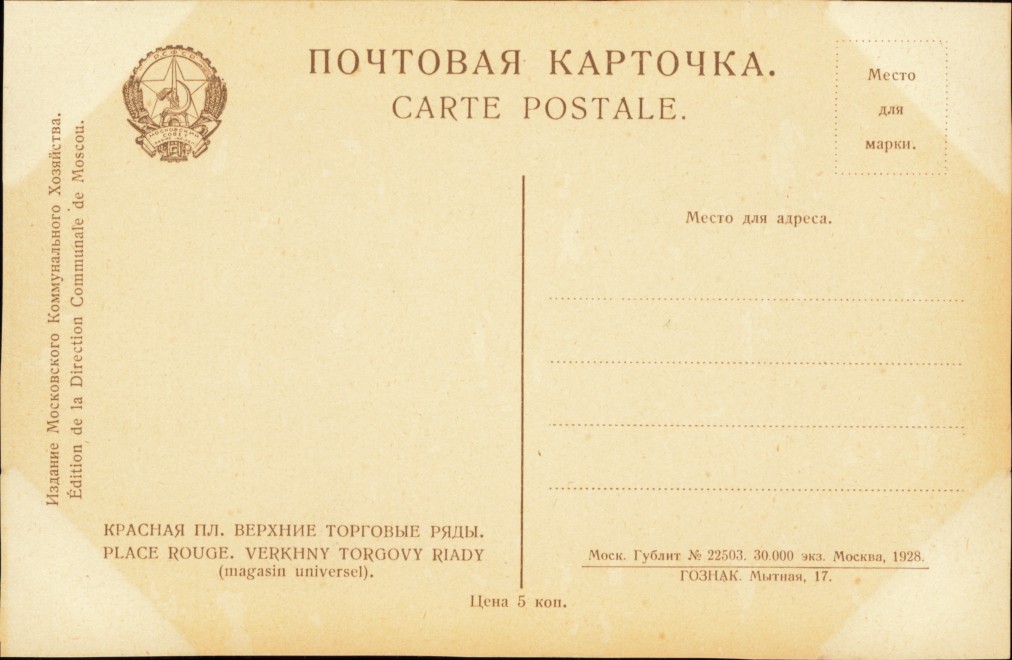 ПОЧТОВАЯ КАРТОЧКА.
CARTE POSTALE.
Место
для
марки.
Р.С.Ф.С.Р.
МОСКОВСКИЙ
СОВЕТ
Издание Московского Коммунального Хозяйства.
Édition de la Direction Communale de Moscou.
Место для адреса.
КРАСНАЯ ПЛ. ВЕРХНИЕ ТОРГОВЫЕ РЯДЫ.
PLACE ROUGE. VERKHNY TORGOVY RIADY
(magasin universel).
Моск. Гублит № 22503. 30.000 экз. Москва, 1928.
ГОЗНАК. Мытная, 17.
Цена 5 коп.